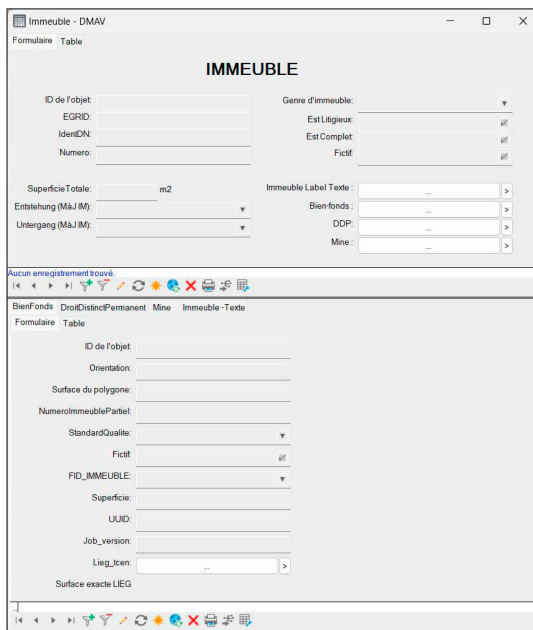 Immeuble - DMAV
Formulaire Table
IMMEUBLE
ID de l'objet:
EGRID:
IdentDN:
Numero:
Genre d'immeuble:
Est Litigieux:
Est Complet:
Fictif:
Superficie Totale: m2
Entstehung (MàJ IM):
Untergang (MàJ IM):
Immeuble Label Texte : ... >
Bien-fonds : ... >
DDP: ... >
Mine : ... >
Aucun enregistrement trouvé.
BienFonds DroitDistinctPermanent Mine Immeuble -Texte
Formulaire Table
ID de l'objet:
Orientation:
Surface du polygone:
NumeroImmeublePartiel:
StandardQualite:
Fictif:
FID_IMMEUBLE:
Superficie:
UUID:
Job_version:
Lieg_tcen: ... >
Surface exacte LIEG